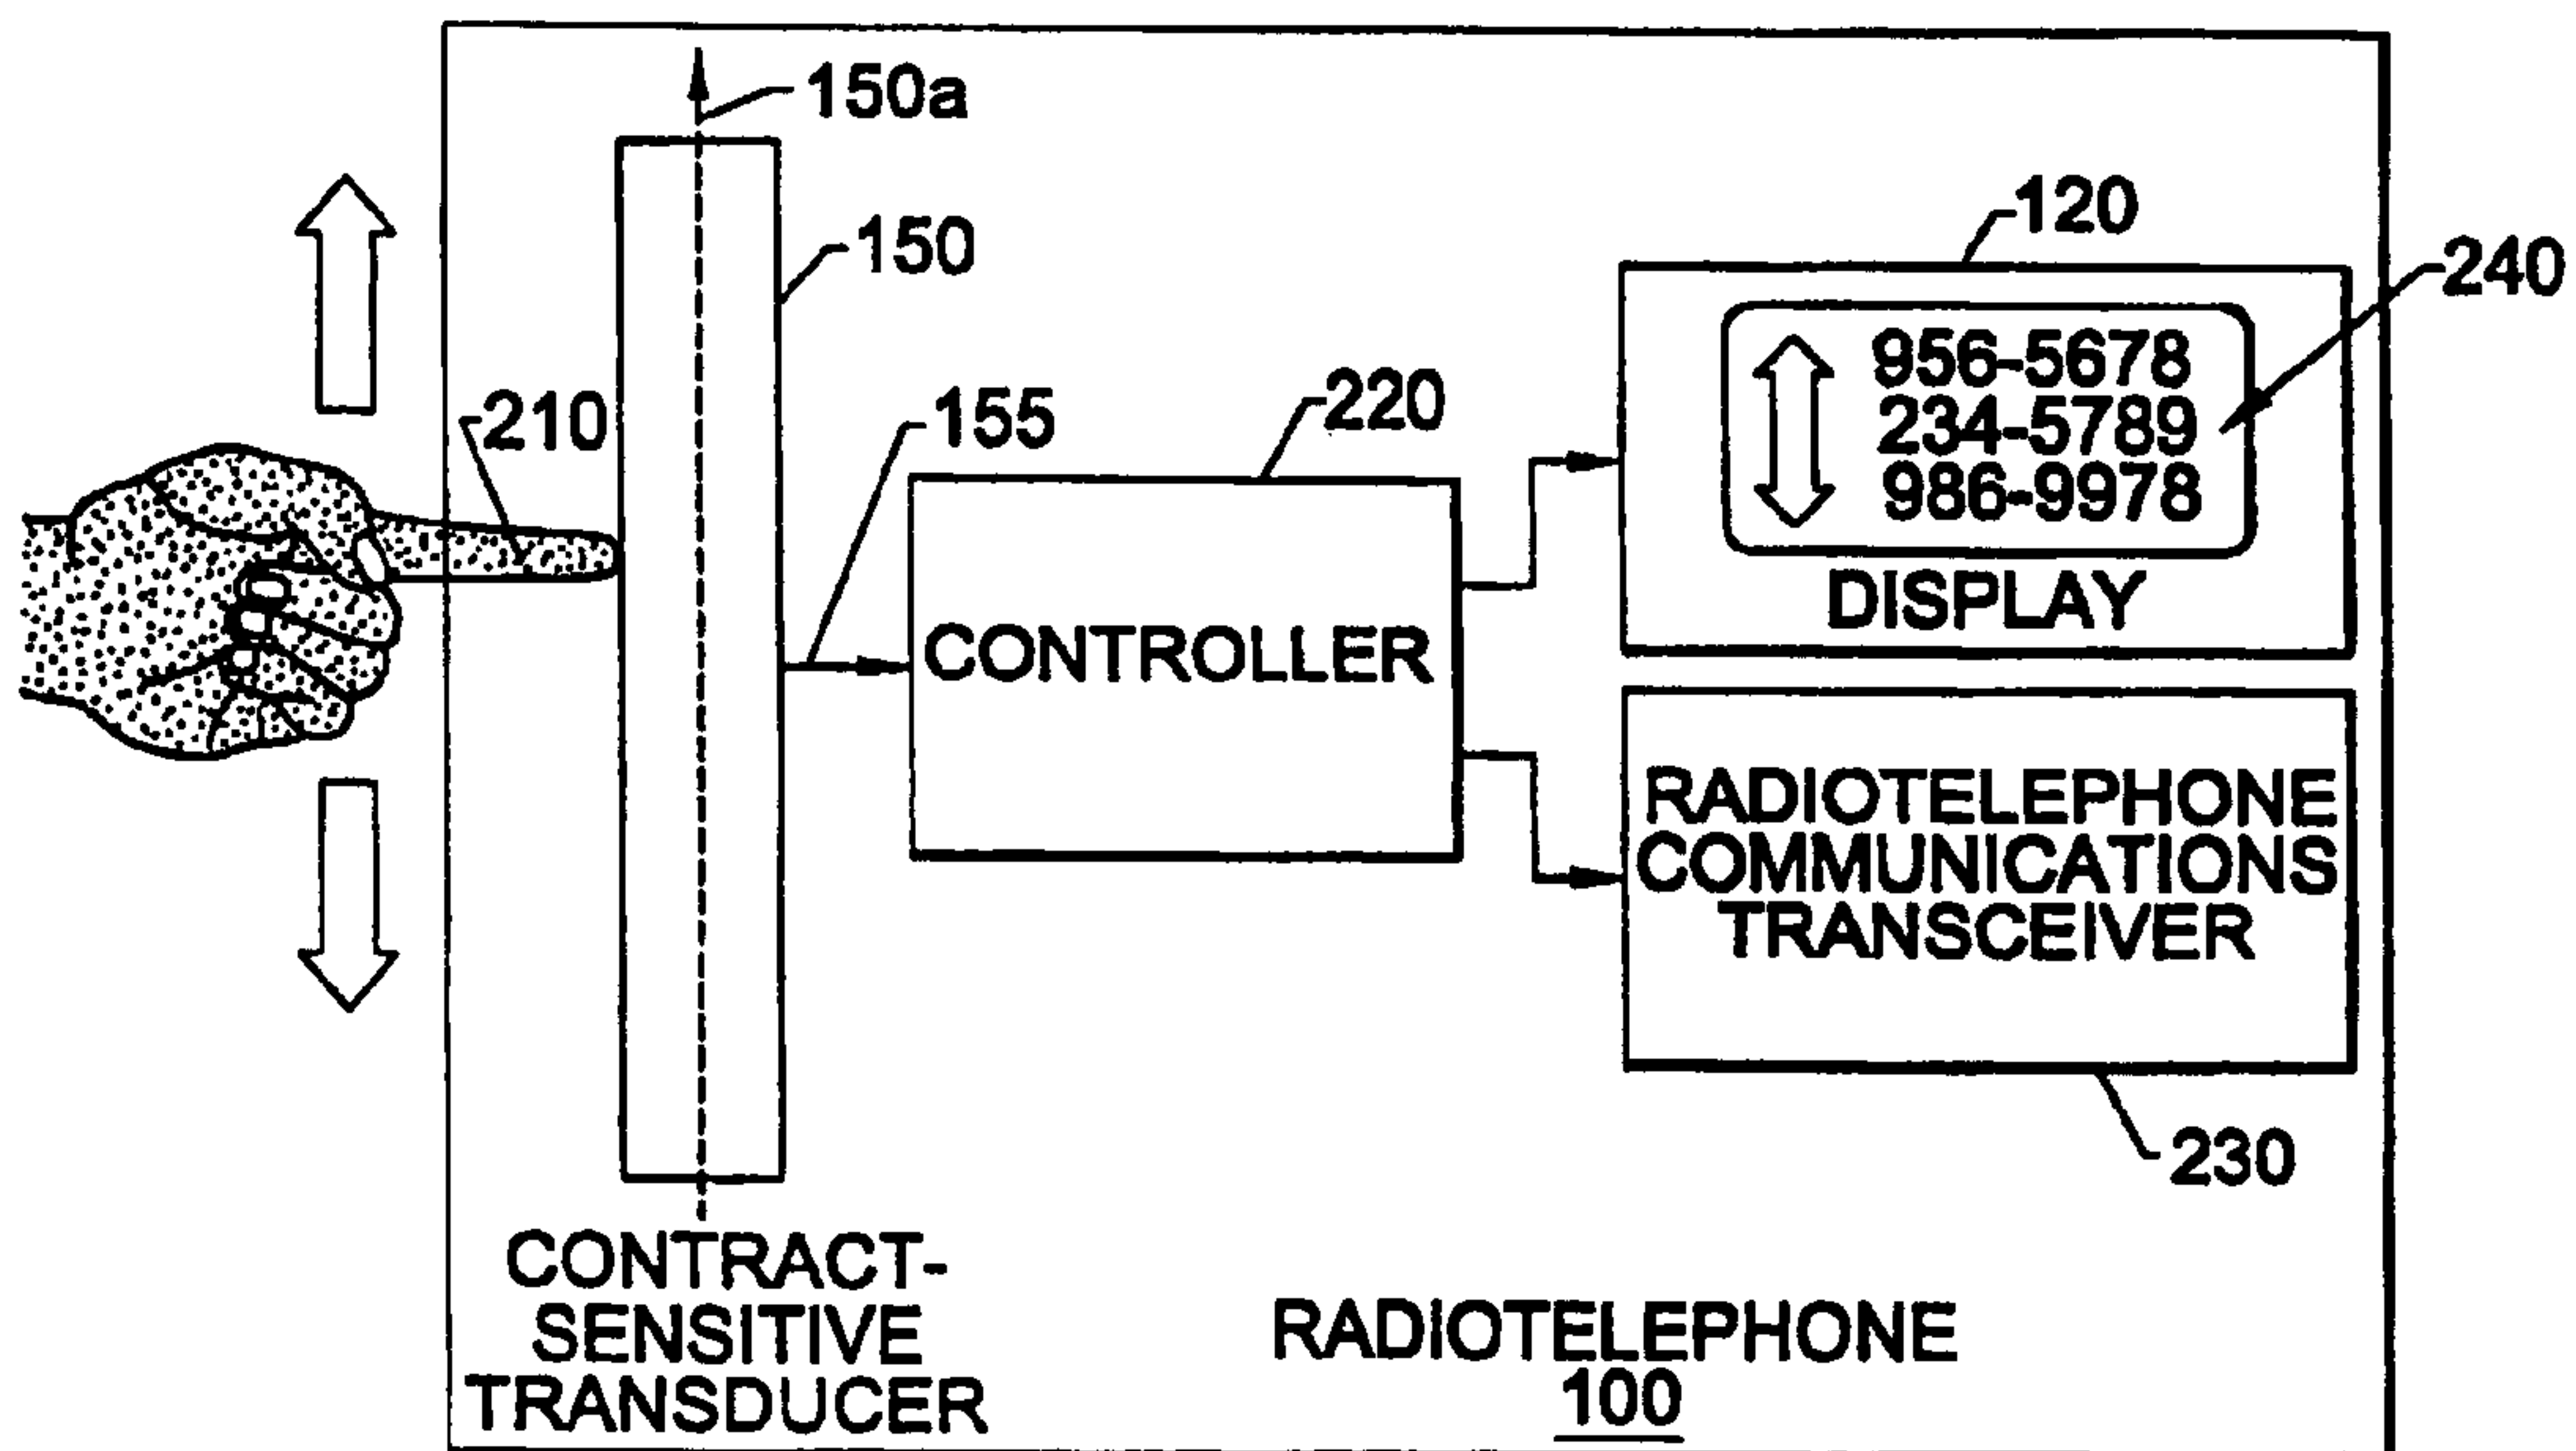 150a
150
120
240
956-5678
234-5789
986-9978
DISPLAY
210
155
220
CONTROLLER
RADIOTELEPHONE
COMMUNICATIONS
TRANSCEIVER
230
CONTRACT-
SENSITIVE
TRANSDUCER
RADIOTELEPHONE
100